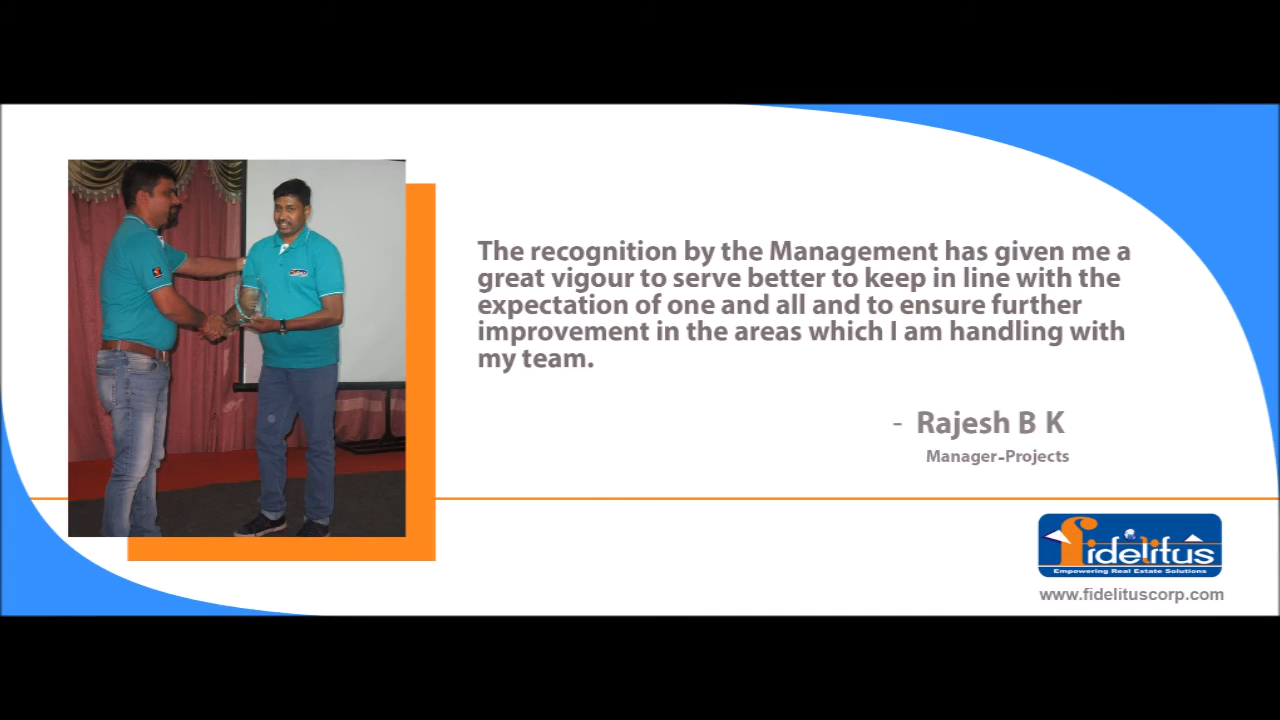 The recognition by the Management has given me a
great vigour to serve better to keep in line with the
expectation of one and all and to ensure further
improvement in the areas which I am handling with
my team.
- Rajesh B K
Manager-Projects
fidelitus
Empowering Real Estate Solutions
www.fidelituscorp.com